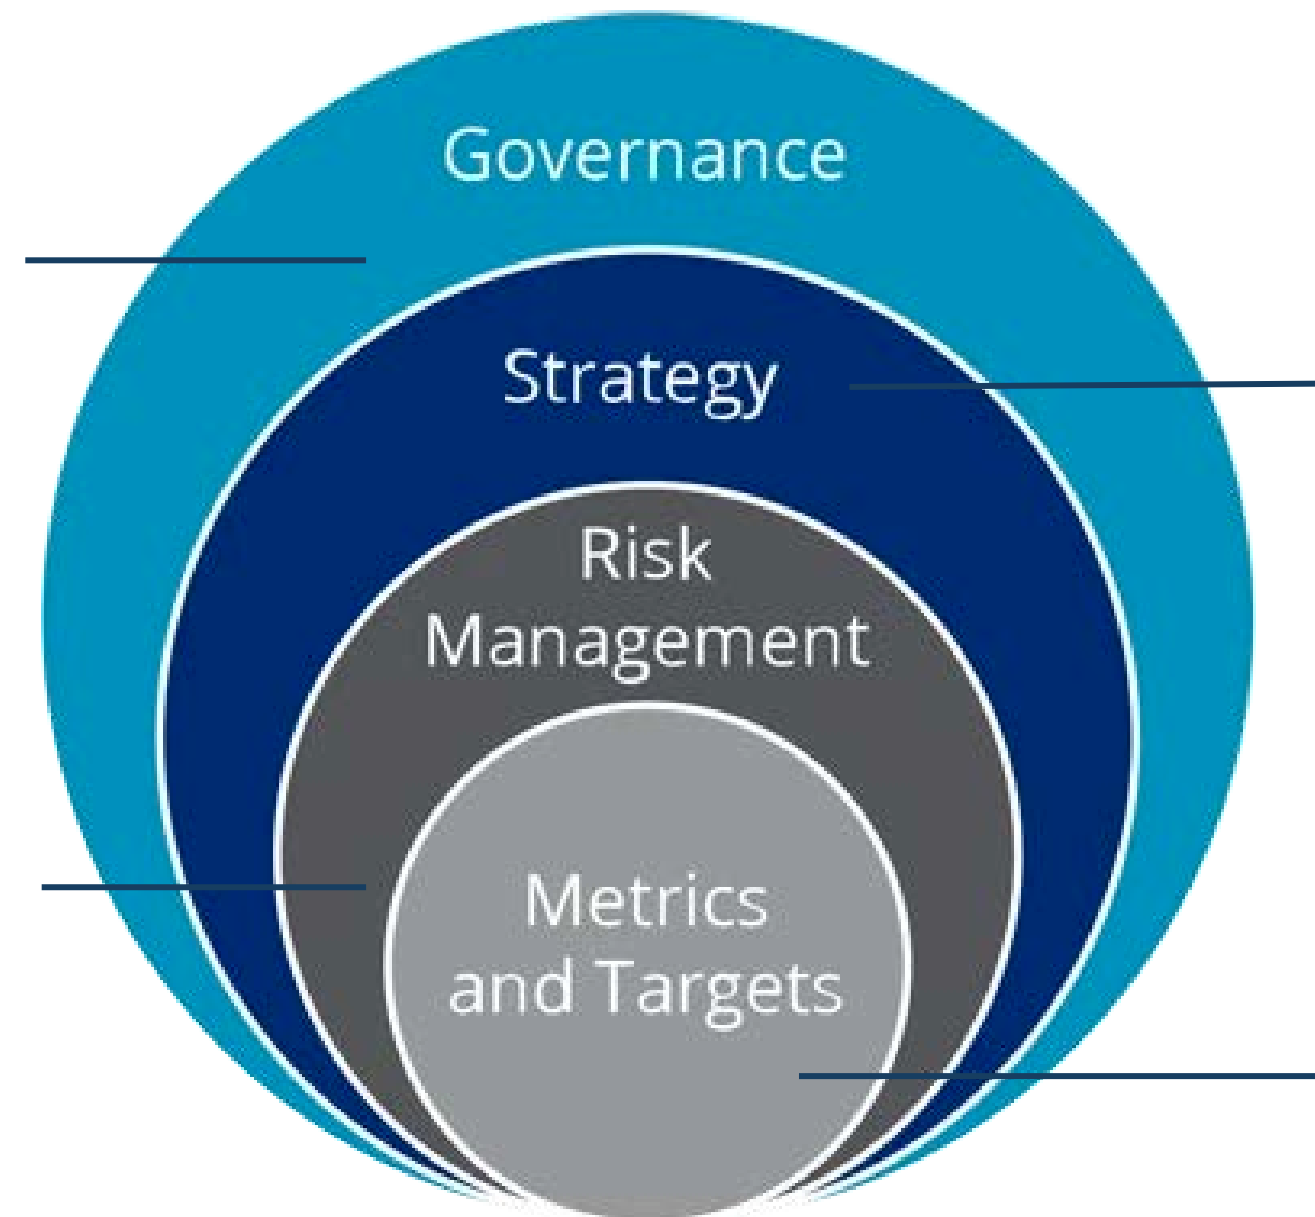 Governance
Strategy
Risk
Management
Metrics
and Targets